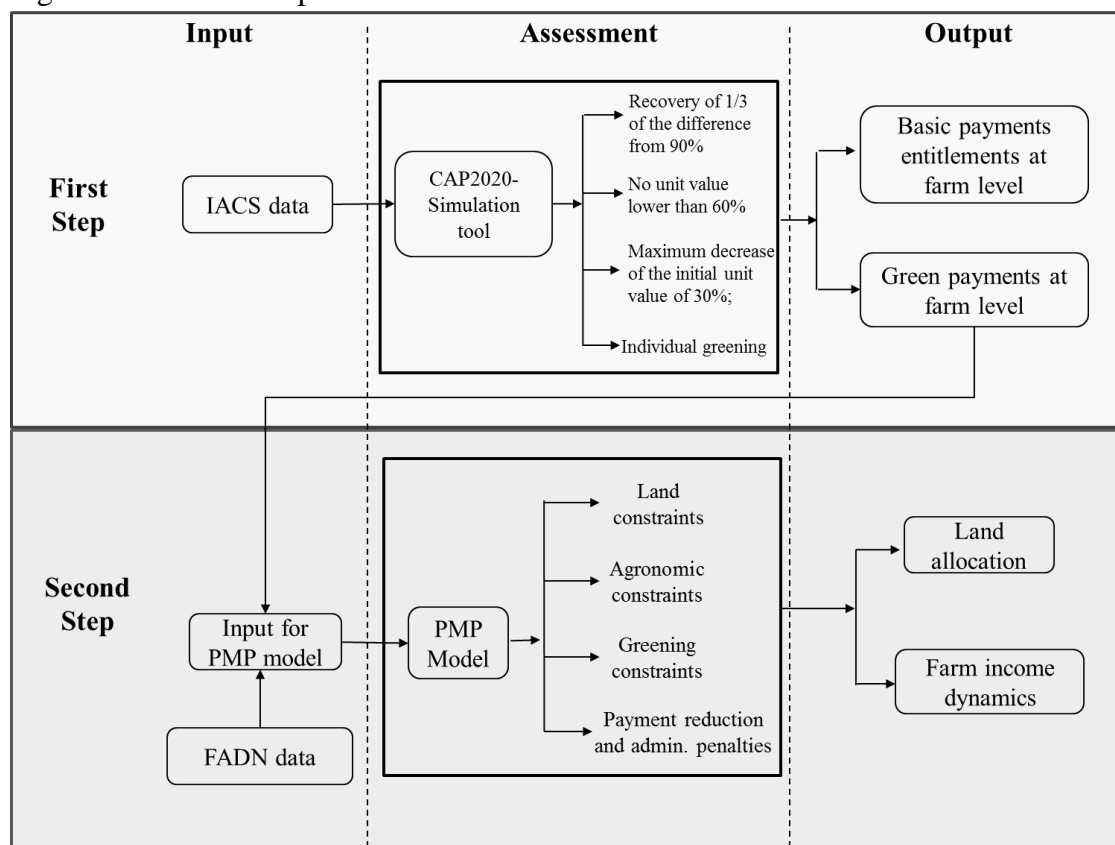 Input
Assessment
Output
First
Step
IACS data
CAP2020-
Simulation
tool
Recovery of 1/3
of the difference
from 90%
No unit value
lower than 60%
Maximum decrease
of the initial unit
value of 30%;
Individual greening
Basic payments
entitlements at
farm level
Green payments at
farm level
Second
Step
Input for
PMP model
FADN data
PMP
Model
Land
constraints
Agronomic
constraints
Greening
constraints
Payment reduction
and admin. penalties
Land
allocation
Farm income
dynamics